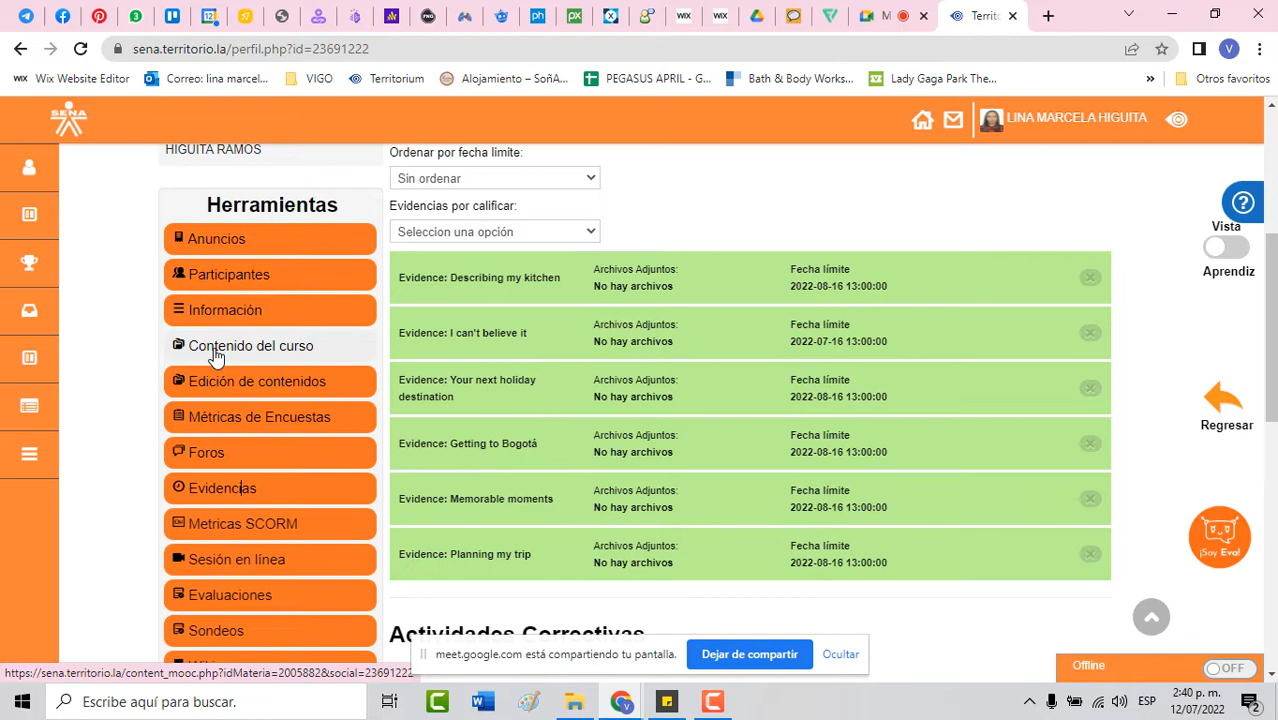 Territ
sena.territorio.la/perfil.php?id=23691222
Wix Website Editor
Correo: lina marcel...
VIGO
Territorium
Alojamiento – SoñA...
PEGASUS APRIL - G...
Bath & Body Works...
Lady Gaga Park The...
»
Otros favoritos
SENA
LINA MARCELA HIGUITA
HIGUITA RAMOS
Herramientas
Anuncios
Participantes
Información
Contenido del curso
Edición de contenidos
Métricas de Encuestas
Foros
Evidencias
Metricas SCORM
Sesión en línea
Evaluaciones
Sondeos
Ordenar por fecha limite:
Sin ordenar
Evidencias por calificar:
Seleccion una opción
Evidence: Describing my kitchen
Archivos Adjuntos:
No hay archivos
Fecha límite
2022-08-16 13:00:00
Evidence: I can't believe it
Archivos Adjuntos:
No hay archivos
Fecha límite
2022-07-16 13:00:00
Evidence: Your next holiday
destination
Archivos Adjuntos:
No hay archivos
Fecha límite
2022-08-16 13:00:00
Evidence: Getting to Bogotá
Archivos Adjuntos:
No hay archivos
Fecha límite
2022-08-16 13:00:00
Evidence: Memorable moments
Archivos Adjuntos:
No hay archivos
Fecha límite
2022-08-16 13:00:00
Evidence: Planning my trip
Archivos Adjuntos:
No hay archivos
Fecha límite
2022-08-16 13:00:00
Actividades Correctivas
Vista
Aprendiz
Regresar
¡Soy Evo!
Offline
OFF
meet.google.com está compartiendo tu pantalla.
Dejar de compartir
Ocultar
https://sena.territorio.la/content_mooc.php?idMateria=2005882&social=23691222
Escribe aquí para buscar.
ESP
2:40 p. m.
12/07/2022
2